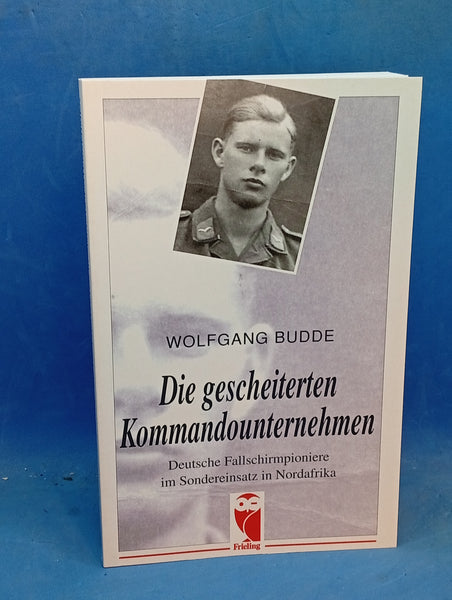 WOLFGANG BUDDE
Die gescheiterten
Kommandounternehmen
Deutsche Fallschirmpioniere
im Sondereinsatz in Nordafrika
Frieling